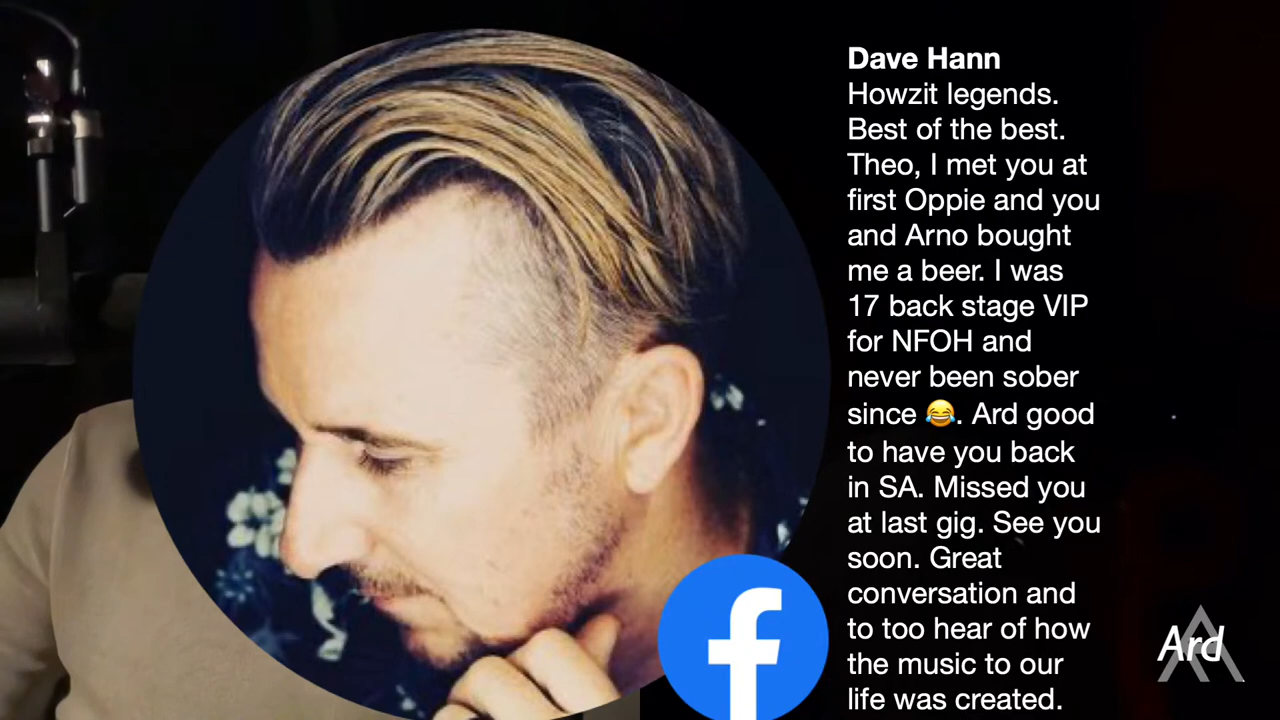 Dave Hann
Howzit legends.
Best of the best.
Theo, I met you at
first Oppie and you
and Arno bought
me a beer. I was
17 back stage VIP
for NFOH and
never been sober
since 😂. Ard good
to have you back
in SA. Missed you
at last gig. See you
soon. Great
conversation and
to too hear of how
the music to our
life was created.
Ard